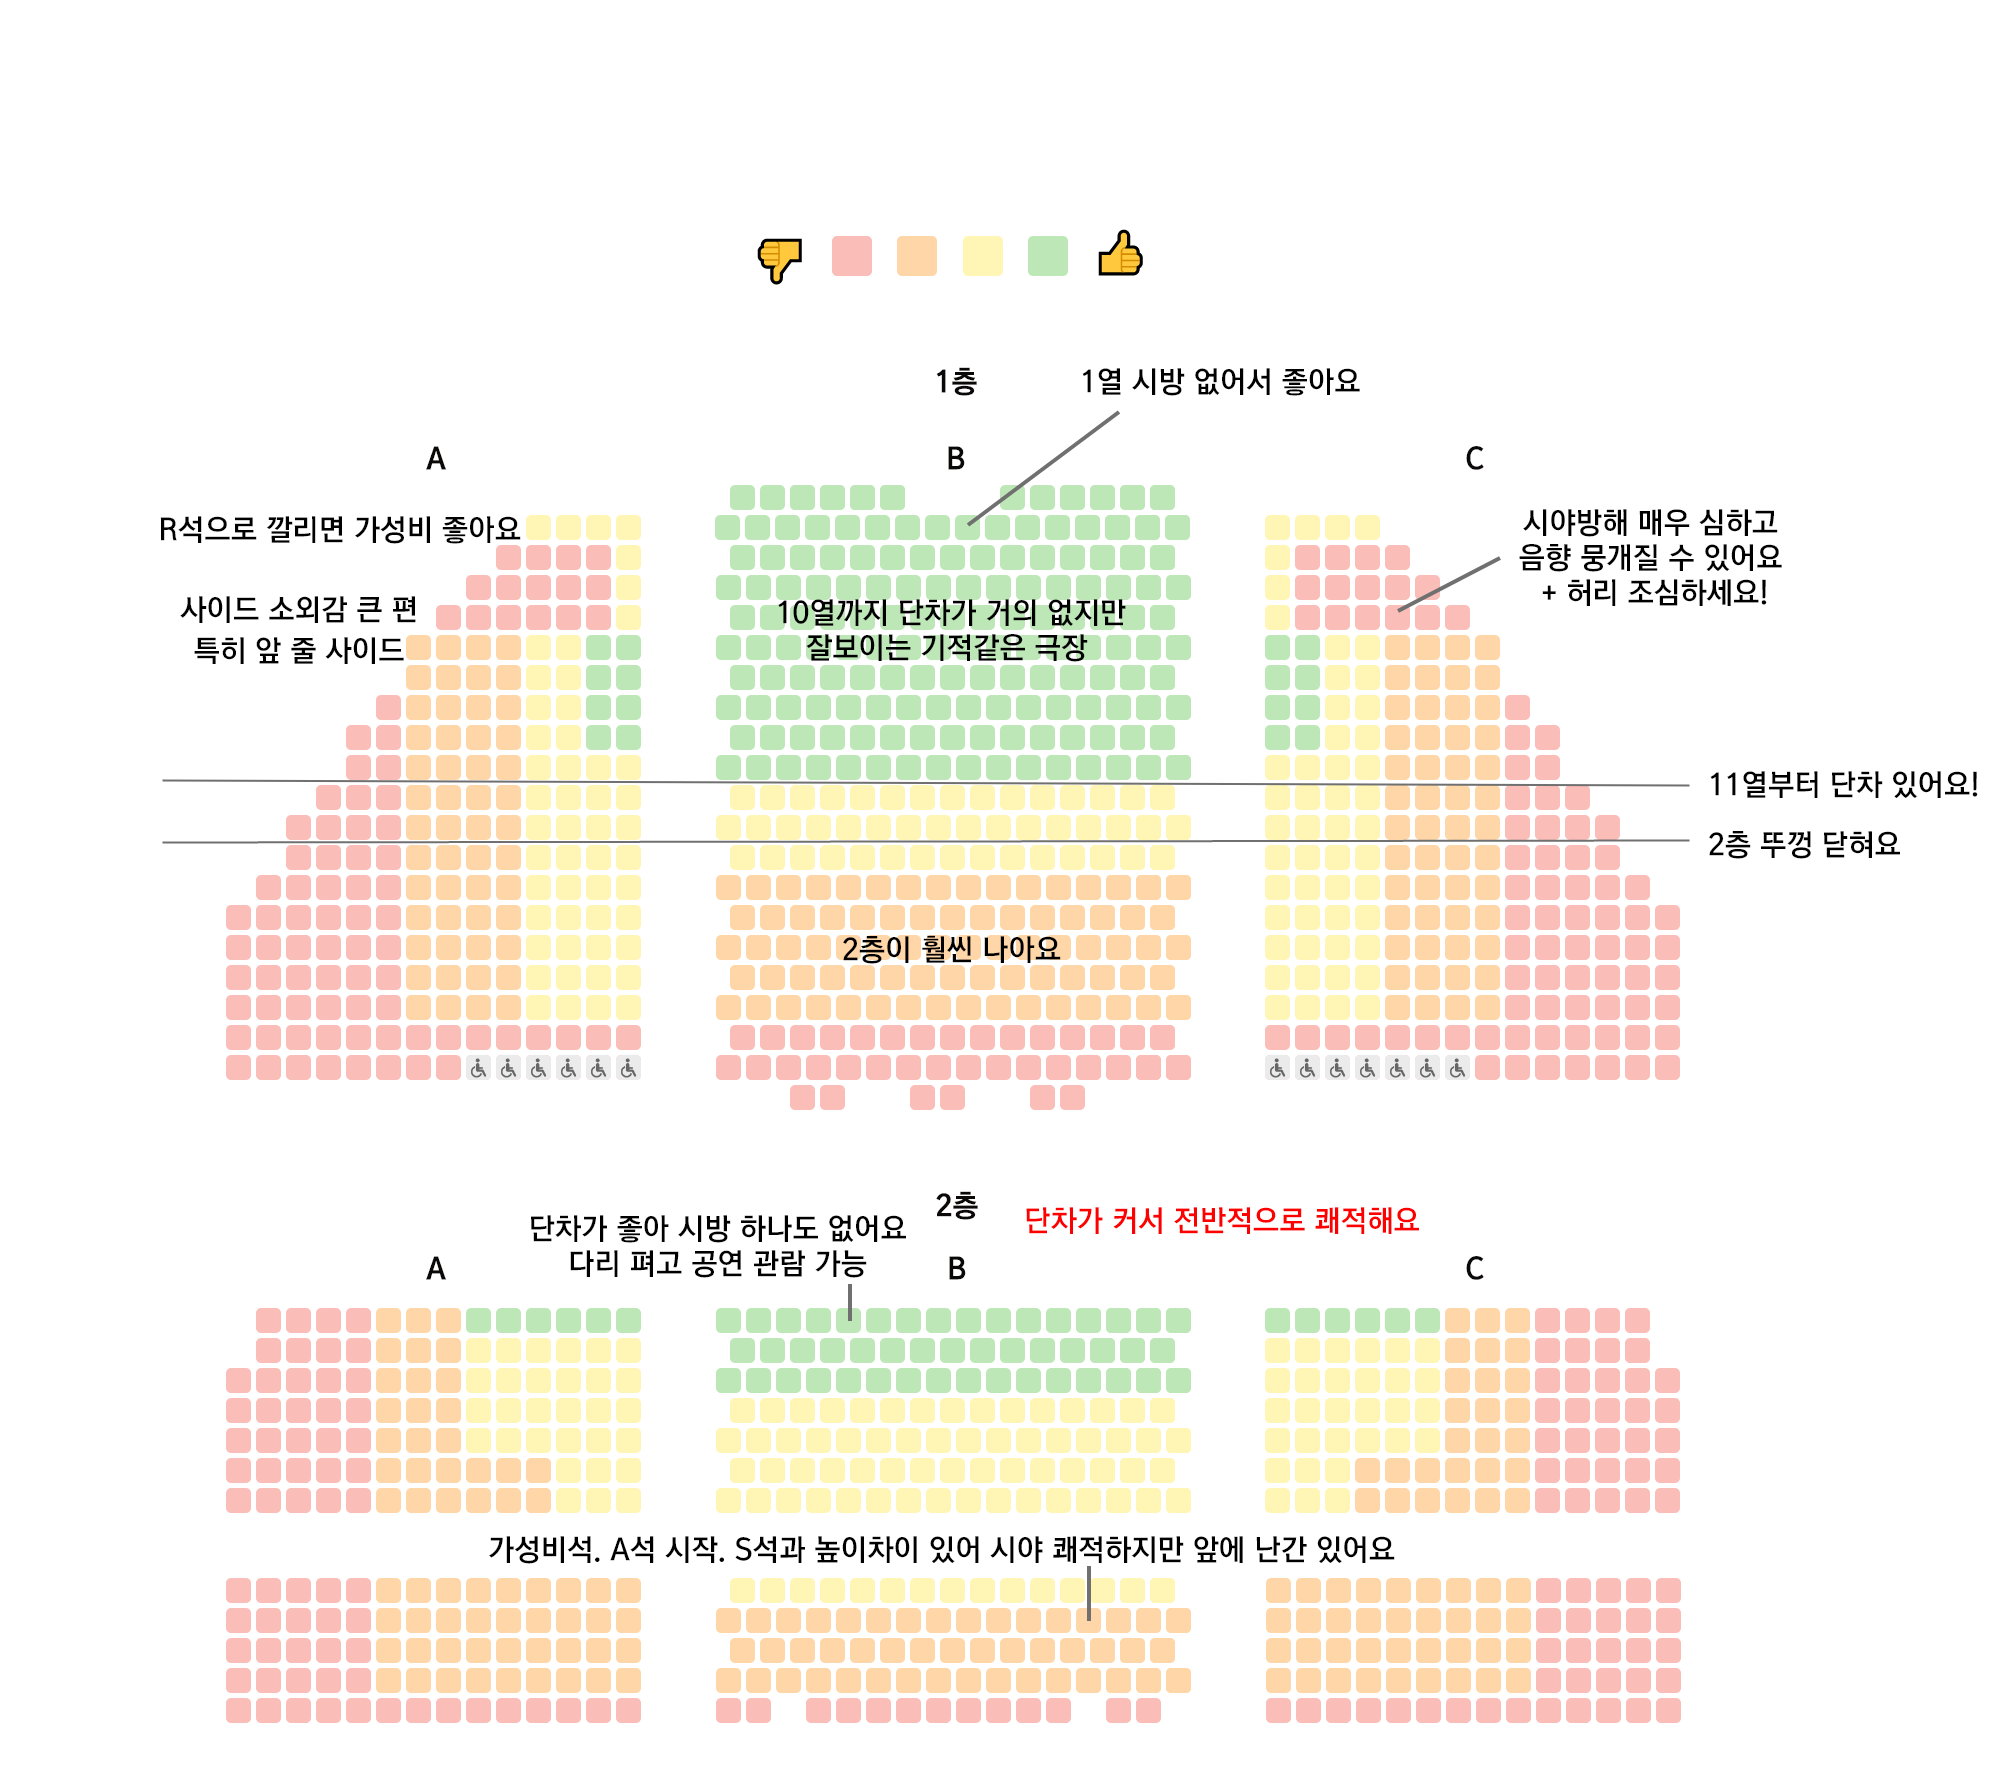 1층
1열 시방 없어서 좋아요
A
B
C
R석으로 깔리면 가성비 좋아요
시야방해 매우 심하고
음향 뭉개질 수 있어요
+ 허리 조심하세요!
사이드 소외감 큰 편
특히 앞 줄 사이드
10열까지 단차가 거의 없지만
잘보이는 기적같은 극장
11열부터 단차 있어요!
2층 뚜껑 닫혀요
2층이 훨씬 나아요
2층
단차가 커서 전반적으로 쾌적해요
단차가 좋아 시방 하나도 없어요
다리 펴고 공연 관람 가능
A
B
C
가성비석. A석 시작. S석과 높이차이 있어 시야 쾌적하지만 앞에 난간 있어요